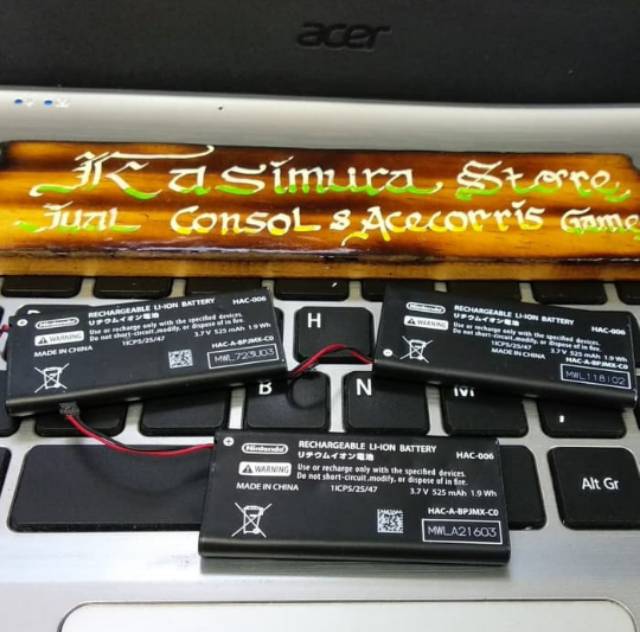 acer
Kasimura Store
Jual Consol & Acecorris Game
Nintendo
RECHARGEABLE LI-ION BATTERY HAC-006
リチウムイオン電池
WARNING
Use or recharge only with the specified devices.
Do not short-circuit, modify, or dispose of in fire.
MADE IN CHINA 1ICP5/25/47 3.7 V 525 mAh 1.9 Wh
HAC-A-BPJMX-C0
MWL723U03
H
Nintendo
RECHARGEABLE LI-ION BATTERY HAC-006
リチウムイオン電池
WARNING
Use or recharge only with the specified devices.
Do not short-circuit, modify, or dispose of in fire.
MADE IN CHINA 1ICP5/25/47 3.7 V 525 mAh 1.9 Wh
HAC-A-BPJMX-C0
MWL118102
B
N
M
Nintendo
RECHARGEABLE LI-ION BATTERY HAC-006
リチウムイオン電池
WARNING
Use or recharge only with the specified devices.
Do not short-circuit, modify, or dispose of in fire.
MADE IN CHINA 1ICP5/25/47 3.7 V 525 mAh 1.9 Wh
HAC-A-BPJMX-C0
MWLA21603
Alt Gr